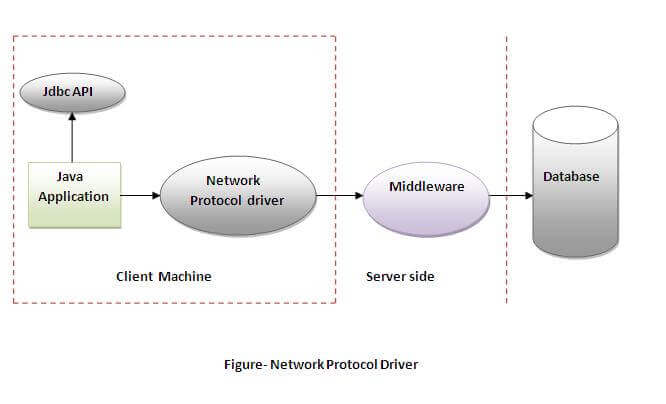 Jdbc API
Java
Application
Network
Protocol driver
Middleware
Database
Client Machine
Server side
Figure- Network Protocol Driver